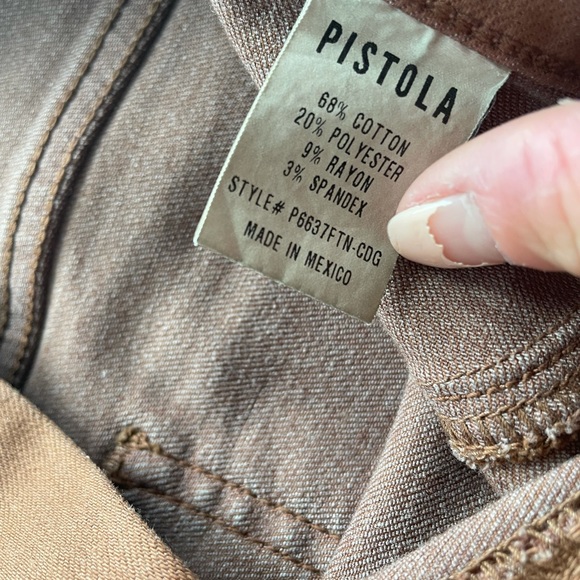 PISTOLA
68% COTTON
20% POLYESTER
9% RAYON
3% SPANDEX
STYLE# P6637FTN-CDG
MADE IN MEXICO